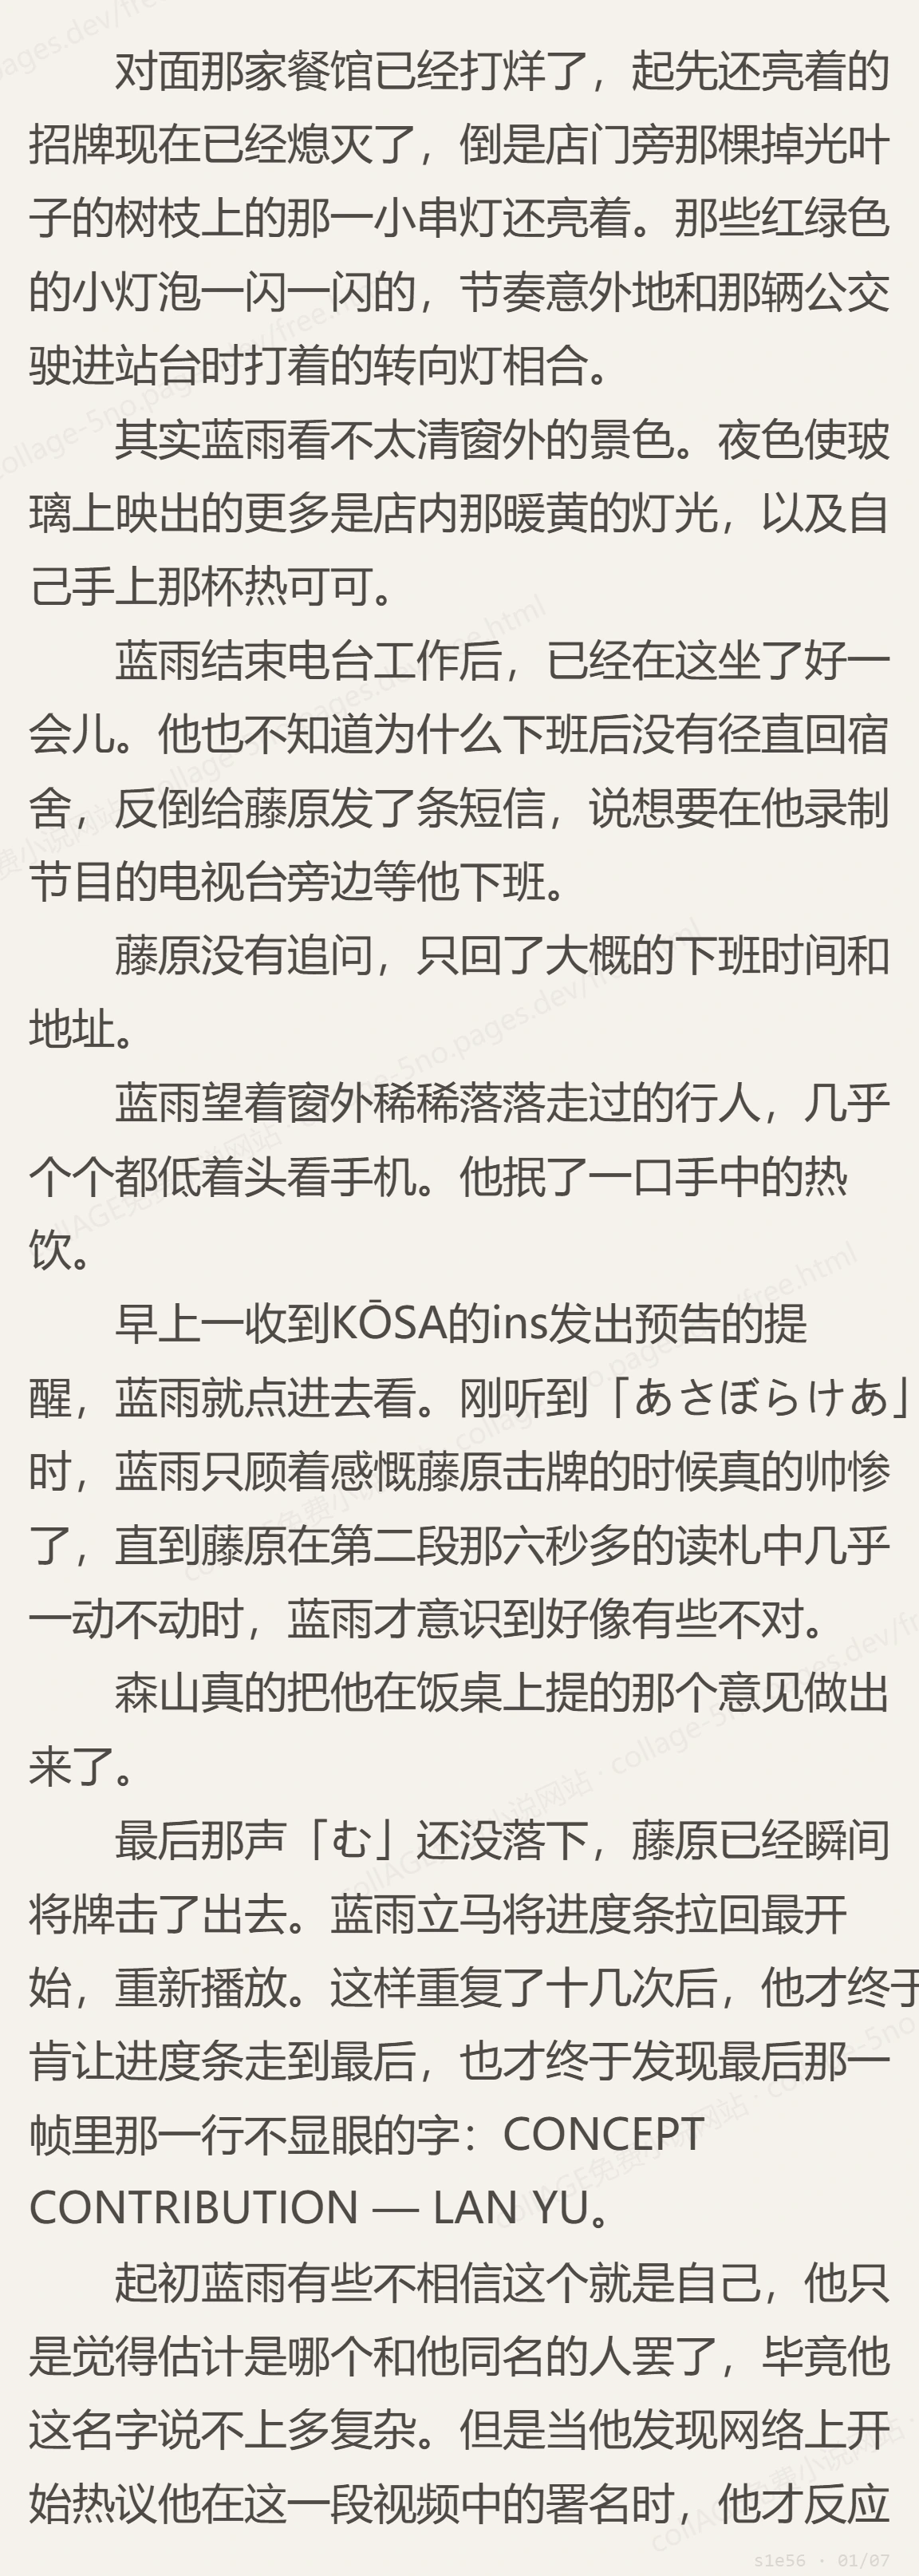 对面那家餐馆已经打烊了，起先还亮着的
招牌现在已经熄灭了，倒是店门旁那棵掉光叶
子的树枝上的那一小串灯还亮着。那些红绿色
的小灯泡一闪一闪的，节奏意外地和那辆公交
驶进站台时打着的转向灯相合。
其实蓝雨看不太清窗外的景色。夜色使玻
璃上映出的更多是店内那暖黄的灯光，以及自
己手上那杯热可可。
蓝雨结束电台工作后，已经在这坐了好一
会儿。他也不知道为什么下班后没有径直回宿
舍，反倒给藤原发了条短信，说想要在他录制
节目的电视台旁边等他下班。
藤原没有追问，只回了大概的下班时间和
地址。
蓝雨望着窗外稀稀落落走过的行人，几乎
个个都低着头看手机。他抿了一口手中的热
饮。
早上一收到KŌSA的ins发出预告的提
醒，蓝雨就点进去看。刚听到「あさぼらけあ」
时，蓝雨只顾着感慨藤原击牌的时候真的帅惨
了，直到藤原在第二段那六秒多的读札中几乎
一动不动时，蓝雨才意识到好像有些不对。
森山真的把他在饭桌上提的那个意见做出
来了。
最后那声「む」还没落下，藤原已经瞬间
将牌击了出去。蓝雨立马将进度条拉回最开
始，重新播放。这样重复了十几次后，他才终于
肯让进度条走到最后，也才终于发现最后那一
帧里那一行不显眼的字：CONCEPT
CONTRIBUTION — LAN YU。
起初蓝雨有些不相信这个就是自己，他只
是觉得估计是哪个和他同名的人罢了，毕竟他
这名字说不上多复杂。但是当他发现网络上开
始热议他在这一段视频中的署名时，他才反应
s1e56 · 01/07